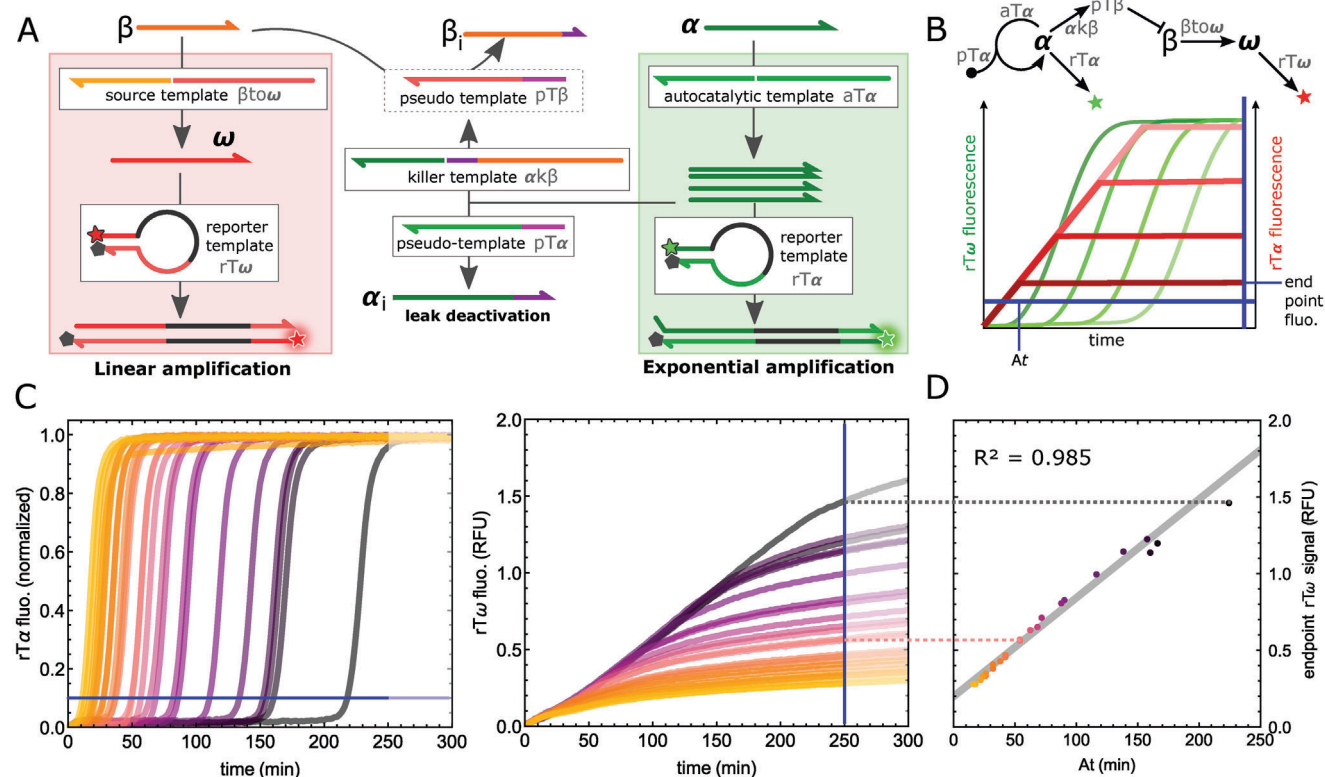 A
β
source template βtoω
ω
reporter
template
rTω
Linear amplification
βi
pseudo template pTβ
killer template αkβ
pseudo-template pTα
αi
leak deactivation
α
autocatalytic template aTα
reporter
template
rTα
Exponential amplification
B
aTα
pTα
α
αkβ
pTβ
rTα
β
βtoω
ω
rTω
rTω fluorescence
rTα fluorescence
end
point
fluo.
At
time
C
rTα fluo. (normalized)
1.0
0.8
0.6
0.4
0.2
0.0
0 50 100 150 200 250 300
time (min)
rTω fluo. (RFU)
2.0
1.5
1.0
0.5
0.0
0 50 100 150 200 250 300
time (min)
D
R² = 0.985
2.0
1.5
1.0
0.5
0.0
endpoint rTω signal (RFU)
0 50 100 150 200 250
At (min)